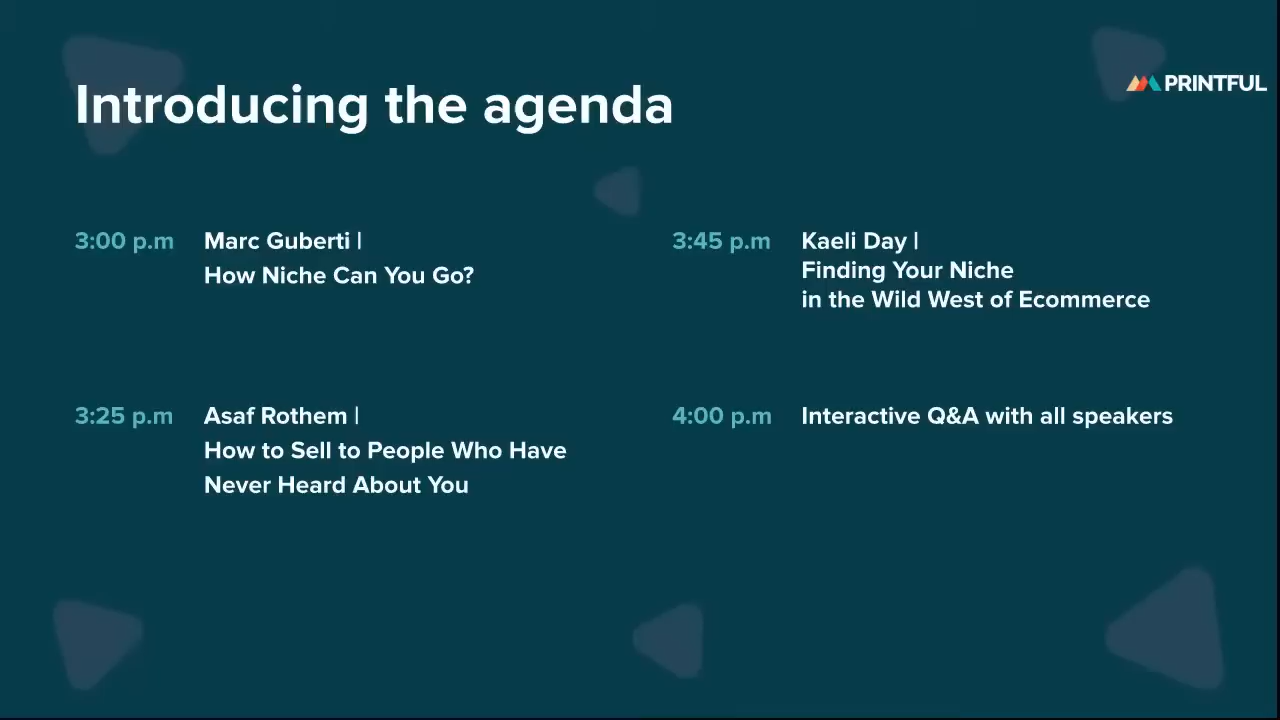 Introducing the agenda
PRINTFUL
3:00 p.m
Marc Guberti |
How Niche Can You Go?
3:25 p.m
Asaf Rothem |
How to Sell to People Who Have
Never Heard About You
3:45 p.m
Kaeli Day |
Finding Your Niche
in the Wild West of Ecommerce
4:00 p.m
Interactive Q&A with all speakers